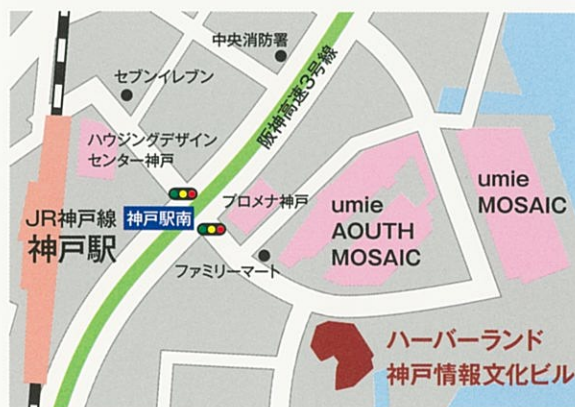 中央消防署
セブンイレブン
阪神高速3号線
ハウジングデザイン
センター神戸
JR神戸線
神戸駅
神戸駅南
プロメナ神戸
ファミリーマート
umie
AOUTH
MOSAIC
umie
MOSAIC
ハーバーランド
神戸情報文化ビル